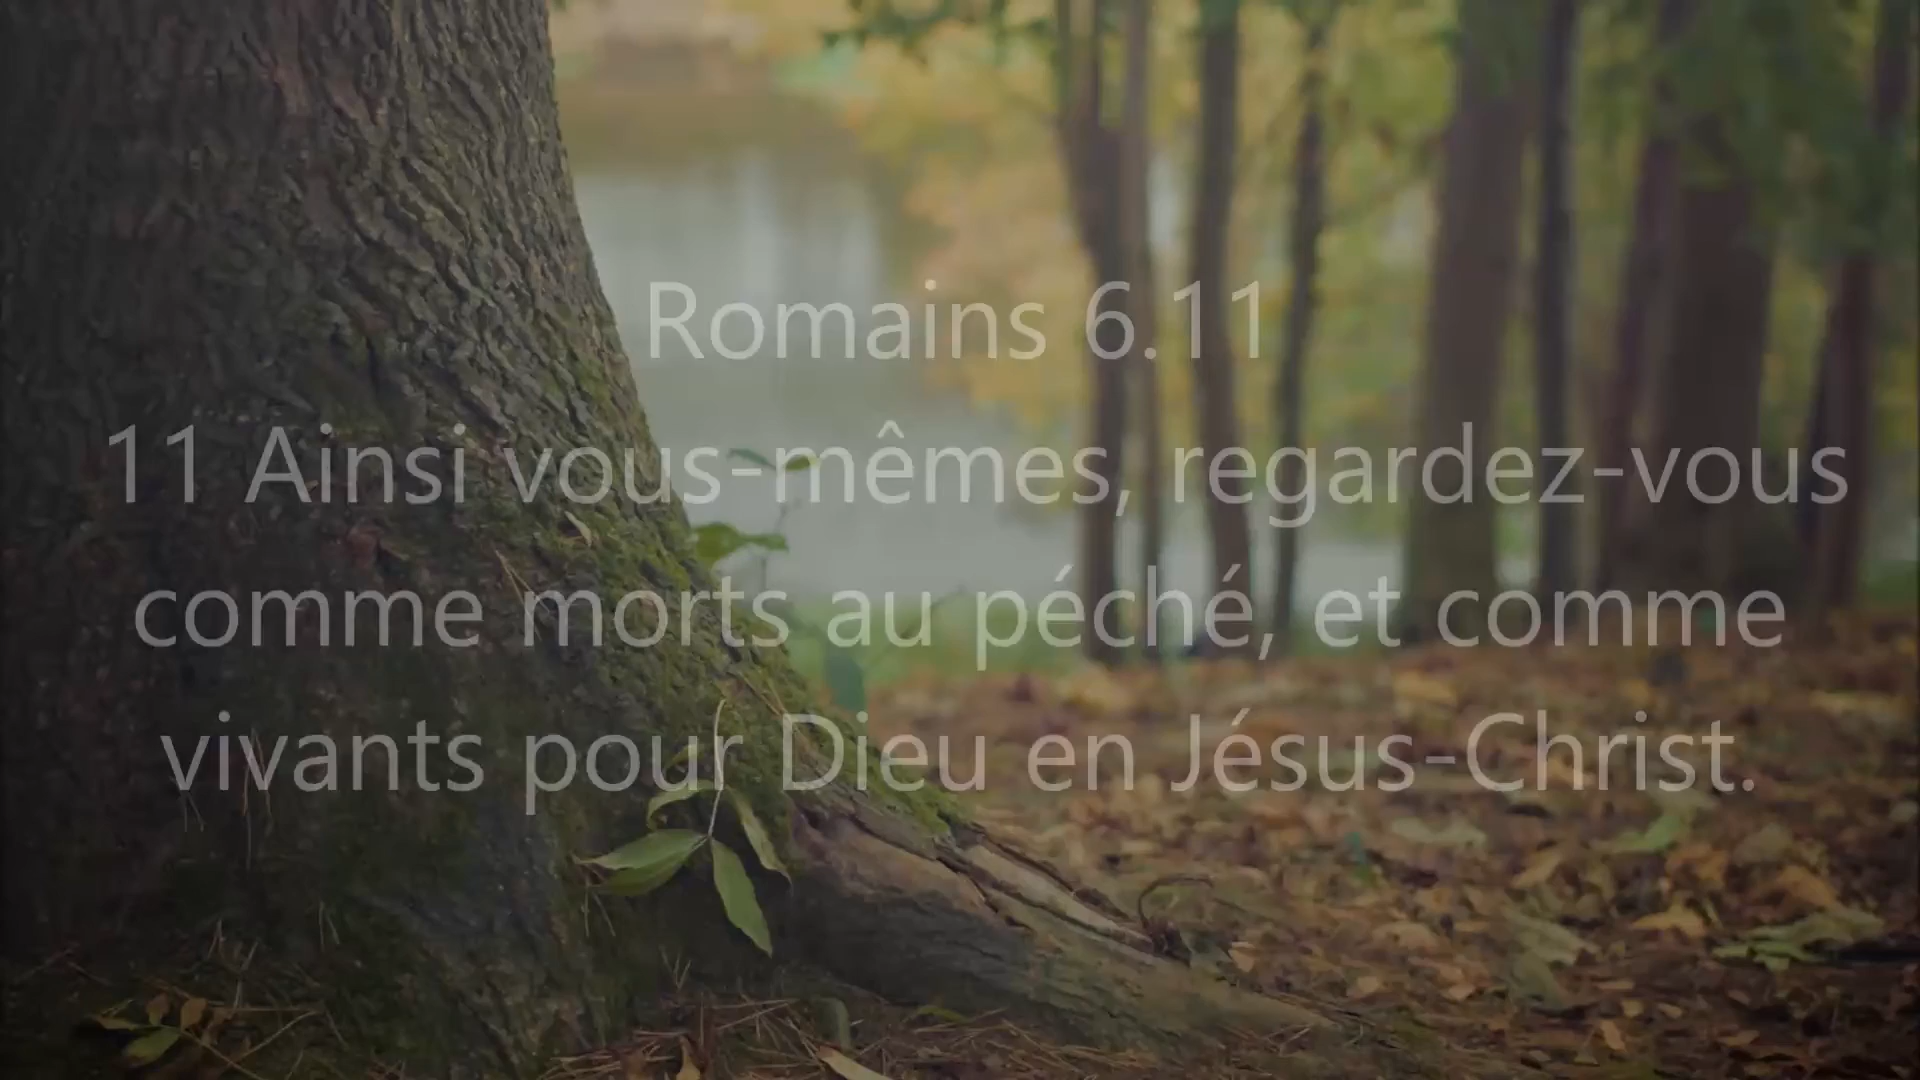 Romains 6.11
11 Ainsi vous-mêmes, regardez-vous
comme morts au péché, et comme
vivants pour Dieu en Jésus-Christ.